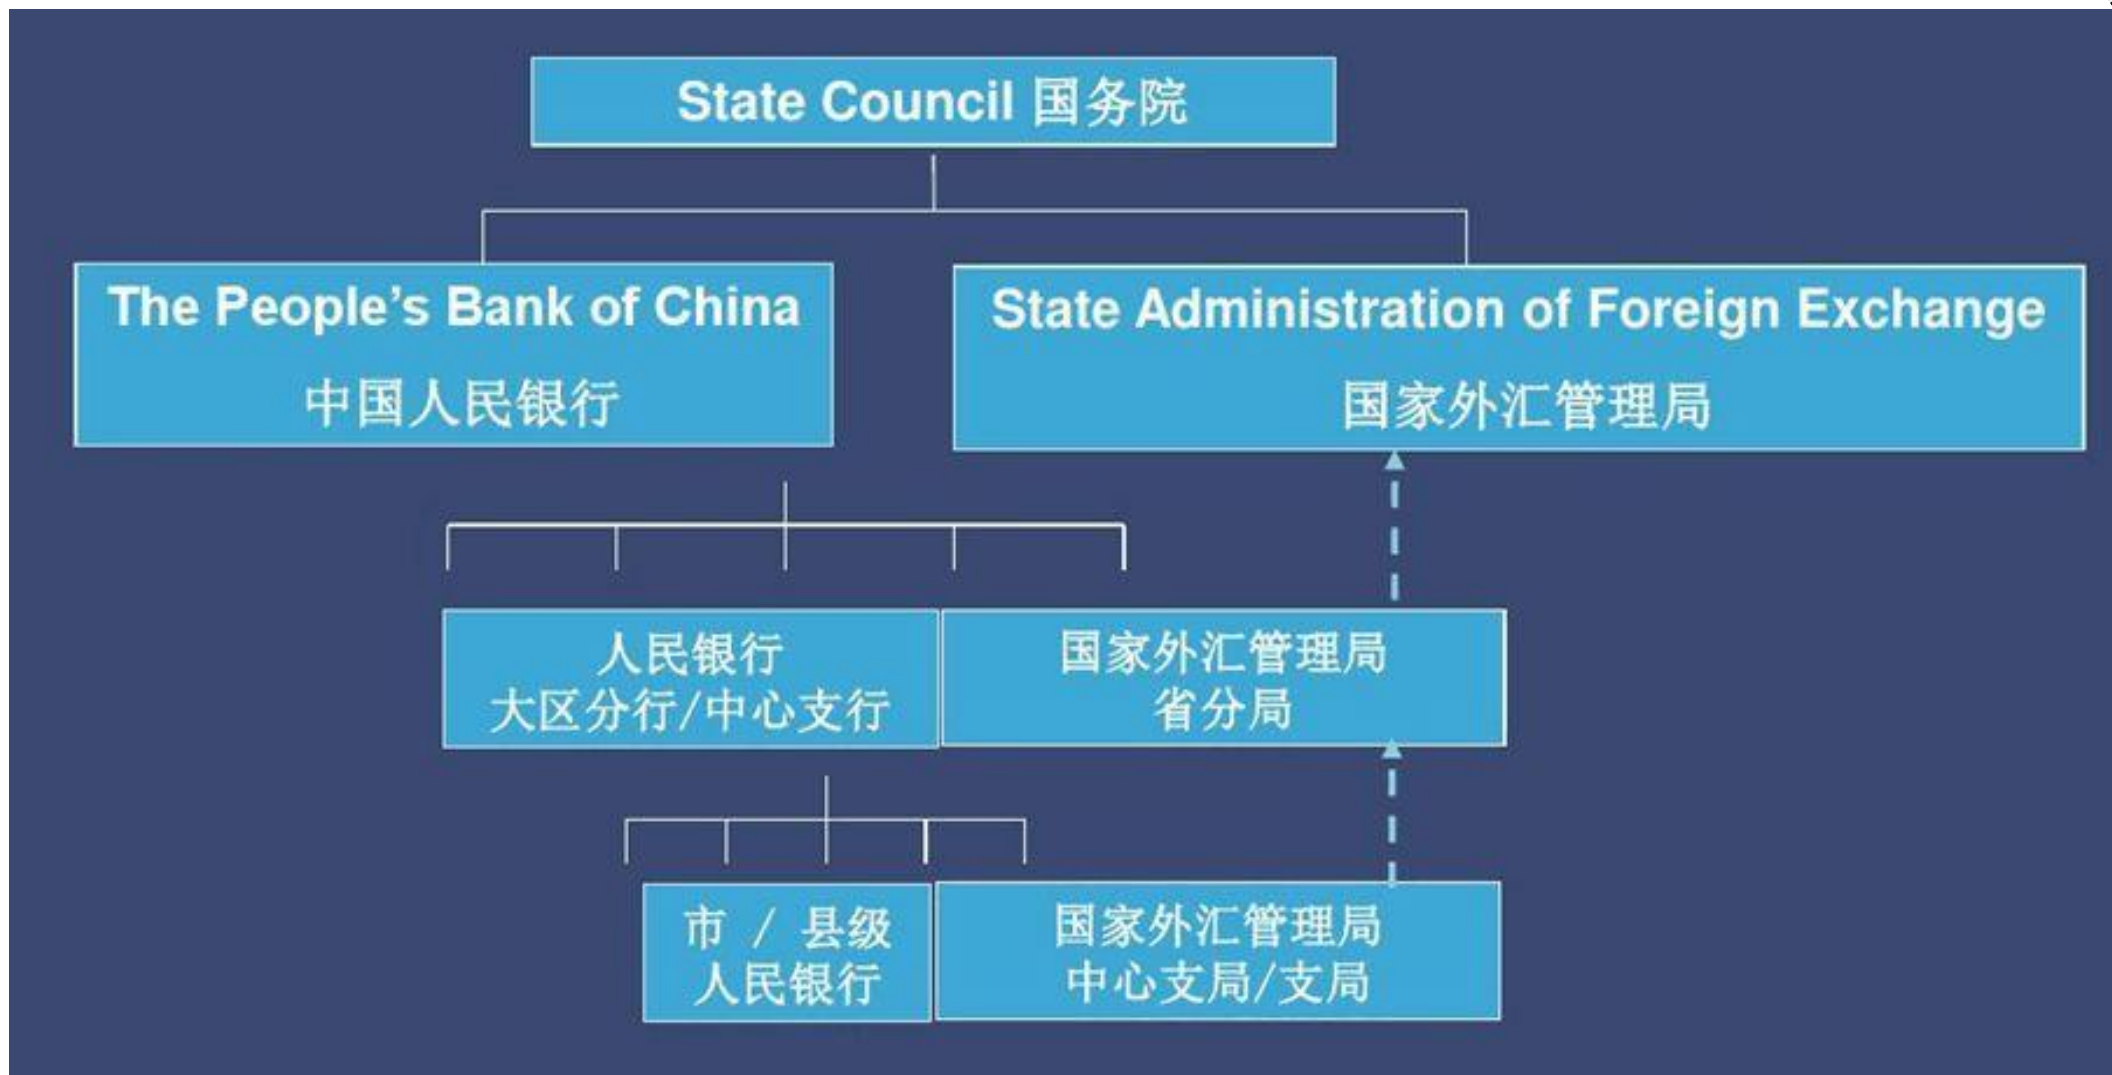 State Council 国务院
The People's Bank of China
中国人民银行
State Administration of Foreign Exchange
国家外汇管理局
人民银行
大区分行/中心支行
国家外汇管理局
省分局
市 / 县级
人民银行
国家外汇管理局
中心支局/支局